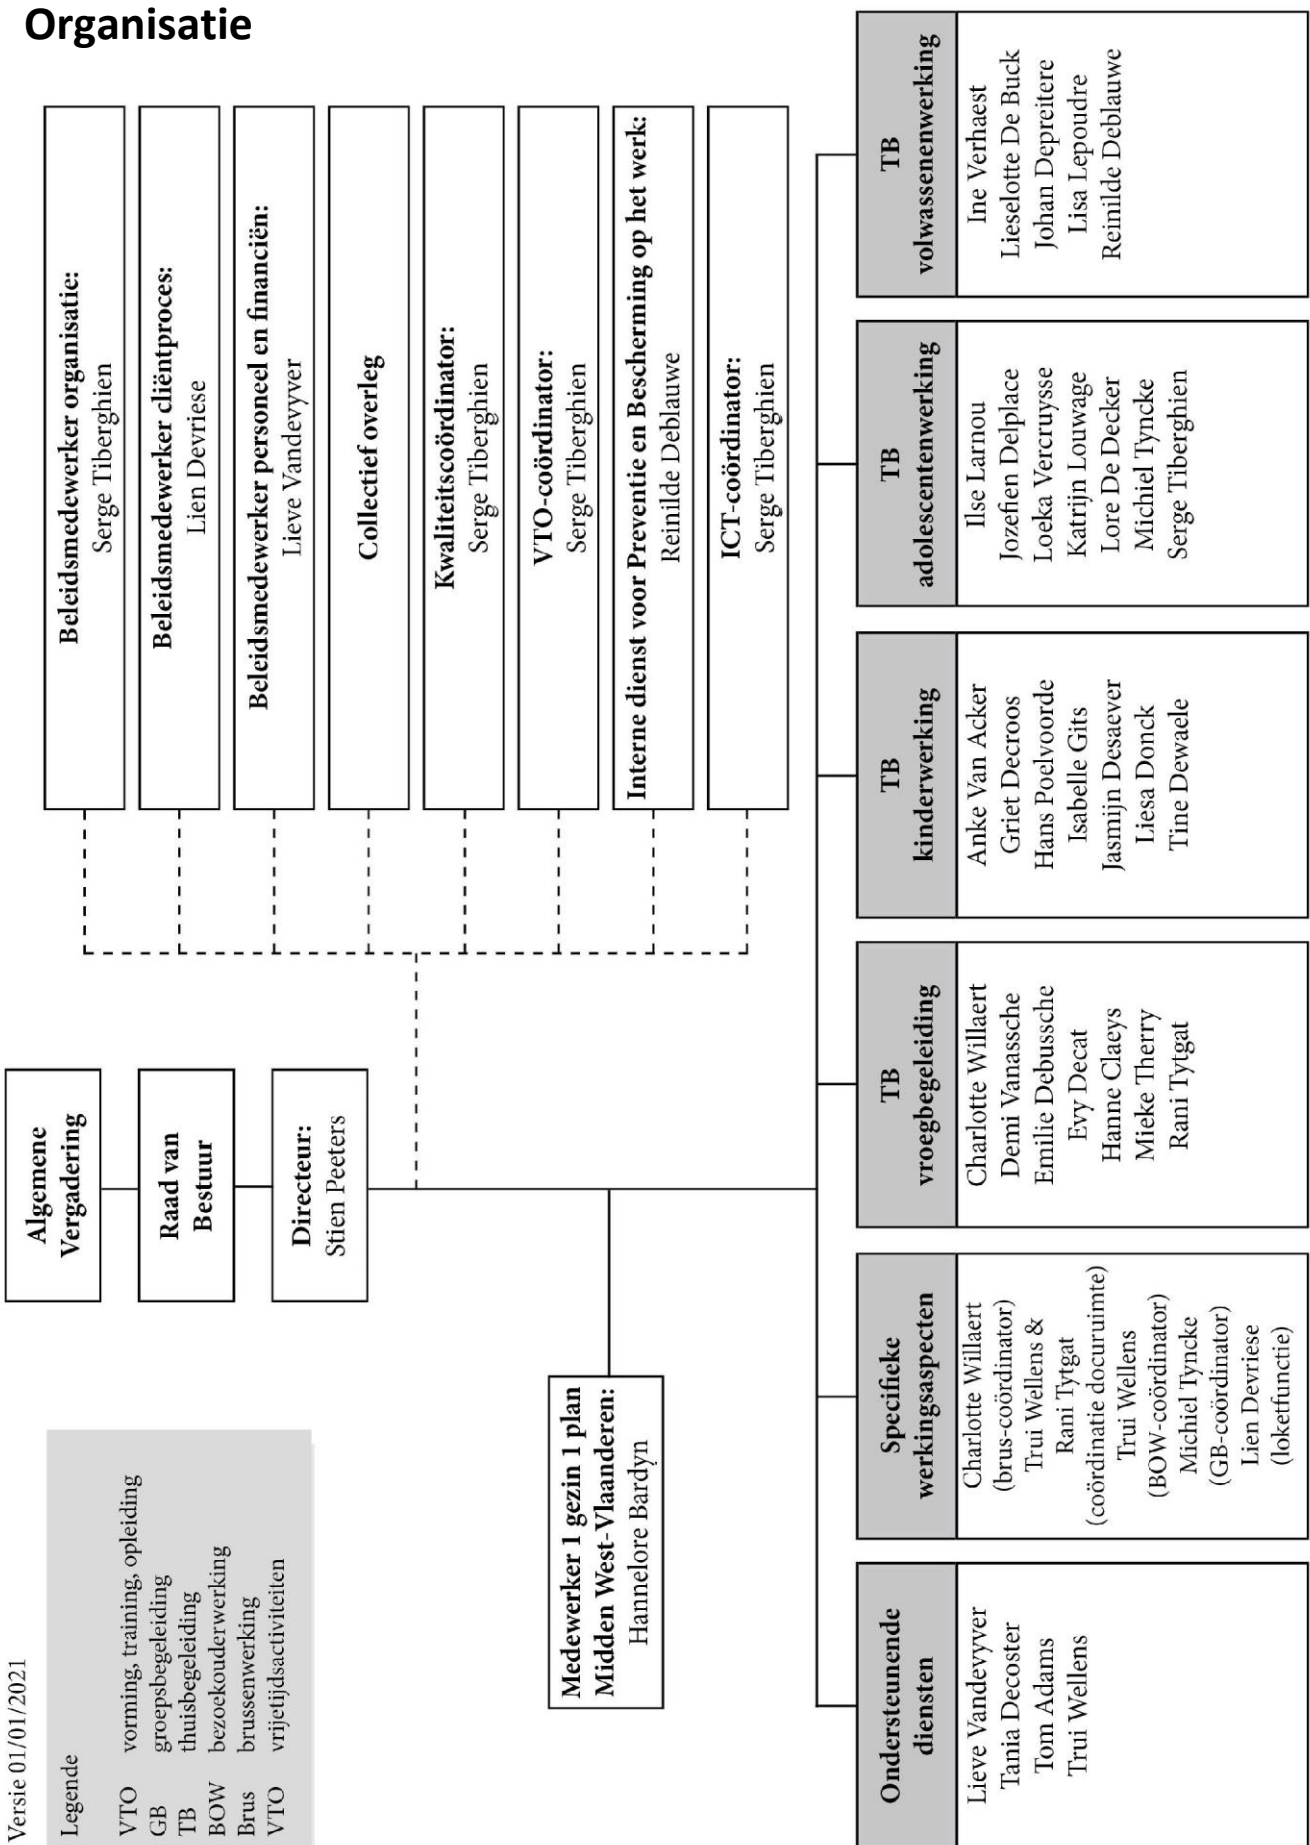 Organisatie
Versie 01/01/2021
Legende
VTO vorming, training, opleiding
GB groepsbegeleiding
TB thuisbegeleiding
BOW bezoekouderwerking
Brus brussenwerking
VTO vrijetijdsactiviteiten
Algemene
Vergadering
Raad van
Bestuur
Directeur:
Stien Peeters
Beleidsmedewerker organisatie:
Serge Tiberghien
Beleidsmedewerker cliëntproces:
Lien Devriese
Beleidsmedewerker personeel en financiën:
Lieve Vandevyver
Collectief overleg
Kwaliteitscoördinator:
Serge Tiberghien
VTO-coördinator:
Serge Tiberghien
Interne dienst voor Preventie en Bescherming op het werk:
Reinilde Deblauwe
ICT-coördinator:
Serge Tiberghien
Medewerker 1 gezin 1 plan
Midden West-Vlaanderen:
Hannelore Bardyn
Ondersteunende
diensten
Lieve Vandevyver
Tania Decoster
Tom Adams
Trui Wellens
Specifieke
werkingsaspecten
Charlotte Willaert
(brus-coördinator)
Trui Wellens &
Rani Tytgat
(coördinatie docuruimte)
Trui Wellens
(BOW-coördinator)
Michiel Tyncke
(GB-coördinator)
Lien Devriese
(loketfunctie)
TB
vroegbegeleiding
Charlotte Willaert
Demi Vanassche
Emilie Debussche
Evy Decat
Hanne Claeys
Mieke Therry
Rani Tytgat
TB
kinderwerking
Anke Van Acker
Griet Decroos
Hans Poelvoorde
Isabelle Gits
Jasmijn Desaever
Liesa Donck
Tine Dewaele
TB
adolescentenwerking
Ilse Larnou
Jozefien Delplace
Loeka Vercruysse
Katrijn Louwage
Lore De Decker
Michiel Tyncke
Serge Tiberghien
TB
volwassenenwerking
Ine Verhaest
Lieselotte De Buck
Johan Depreitere
Lisa Lepoudre
Reinilde Deblauwe